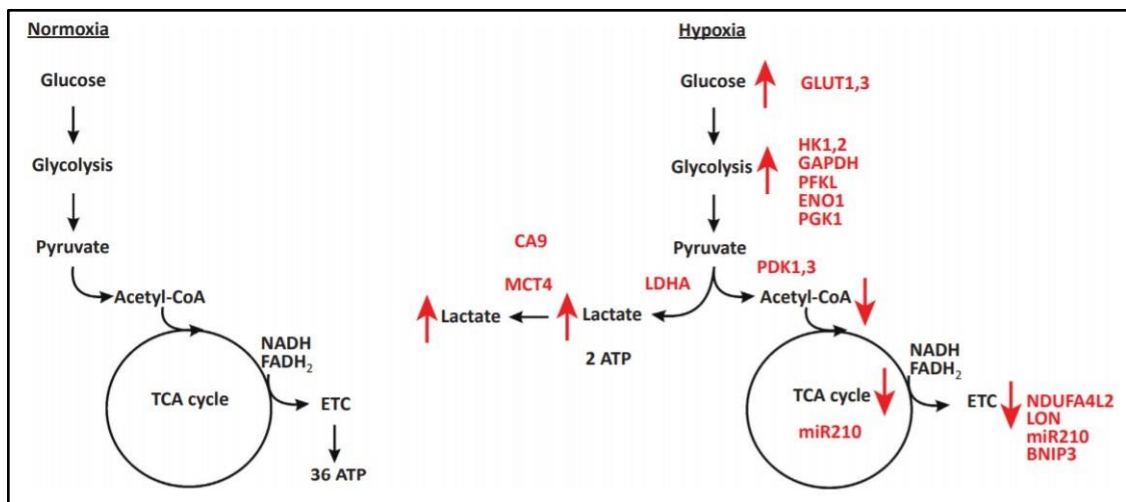 Normoxia
Glucose
Glycolysis
Pyruvate
Acetyl-CoA
TCA cycle
NADH
FADH2
ETC
36 ATP
Hypoxia
Glucose
GLUT1,3
Glycolysis
HK1,2
GAPDH
PFKL
ENO1
PGK1
Pyruvate
CA9
MCT4
LDHA
PDK1,3
Lactate
Lactate
Acetyl-CoA
2 ATP
NADH
FADH2
TCA cycle
miR210
ETC
NDUFA4L2
LON
miR210
BNIP3